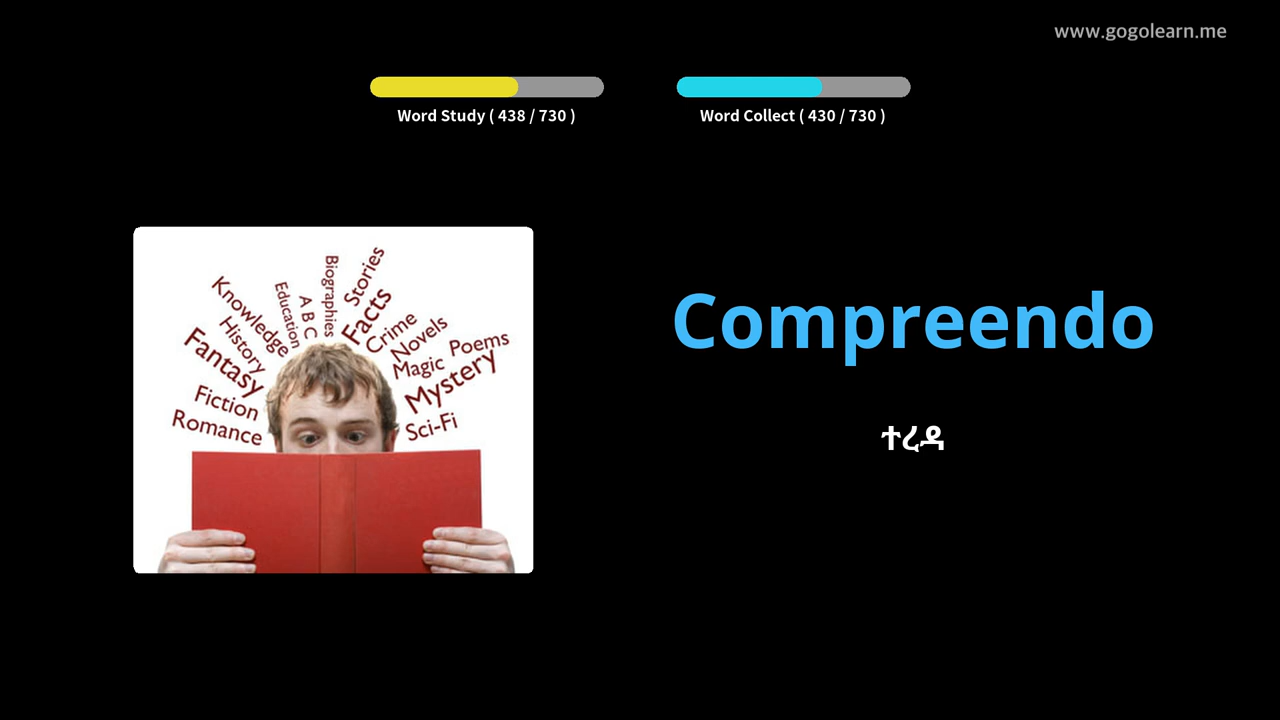 www.gogolearn.me
Word Study ( 438 / 730 )
Word Collect ( 430 / 730 )
Biographies
Stories
Education
A B C
Facts
Knowledge
Crime
History
Novels
Fantasy
Magic
Poems
Mystery
Fiction
Romance
Sci-Fi
Compreendo
ተረዳ